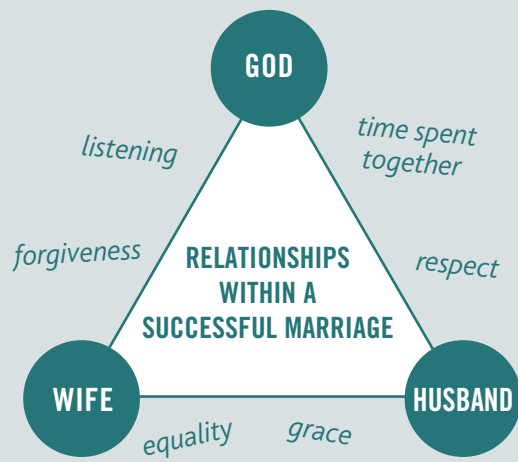 GOD
listening
time spent
together
forgiveness
RELATIONSHIPS
WITHIN A
SUCCESSFUL MARRIAGE
respect
WIFE
HUSBAND
equality
grace